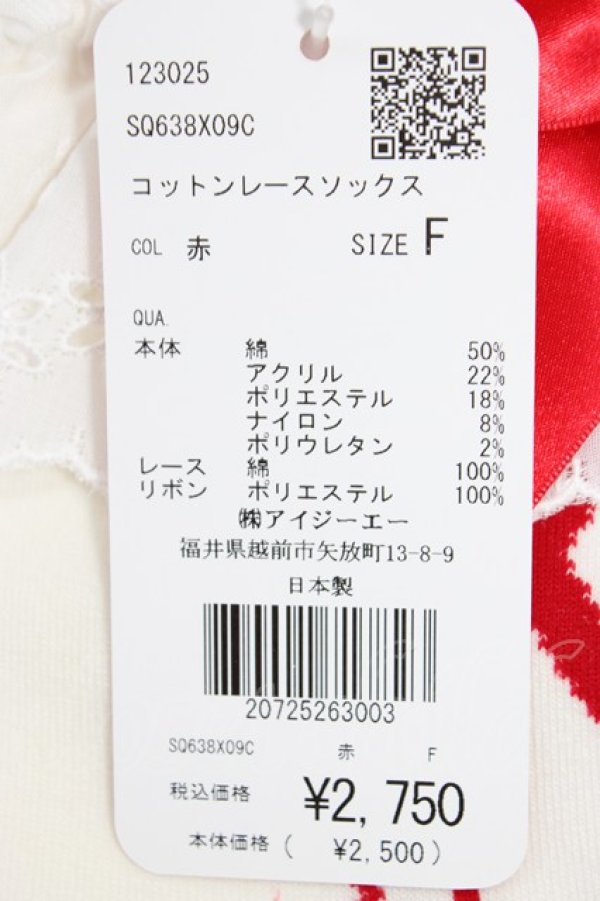 123025
SQ638X09C
コットンレースソックス
COL 赤 SIZE F
QUA.
本体 綿 50%
アクリル 22%
ポリエステル 18%
ナイロン 8%
ポリウレタン 2%
レース 綿 100%
リボン ポリエステル 100%
㈱アイジーエー
福井県越前市矢放町13-8-9
日本製
20725263003
SQ638X09C 赤 F
税込価格 ¥2,750
本体価格( ¥2,500)